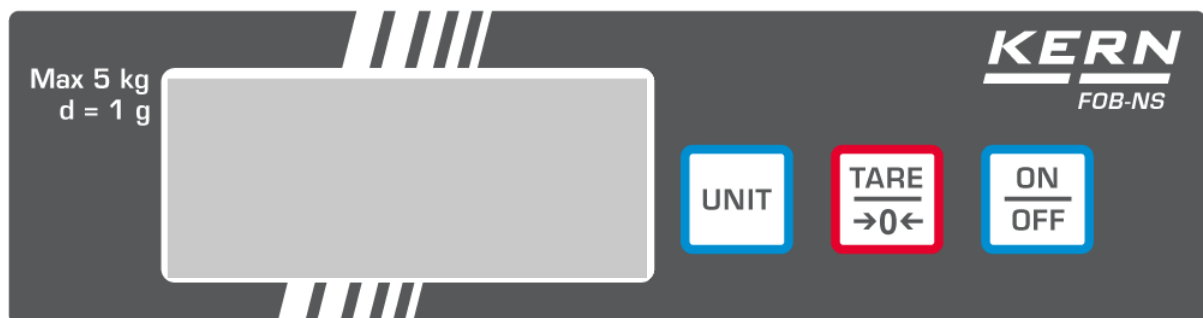 Max 5 kg
d = 1 g
KERN
FOB-NS
UNIT
TARE
→0←
ON
OFF